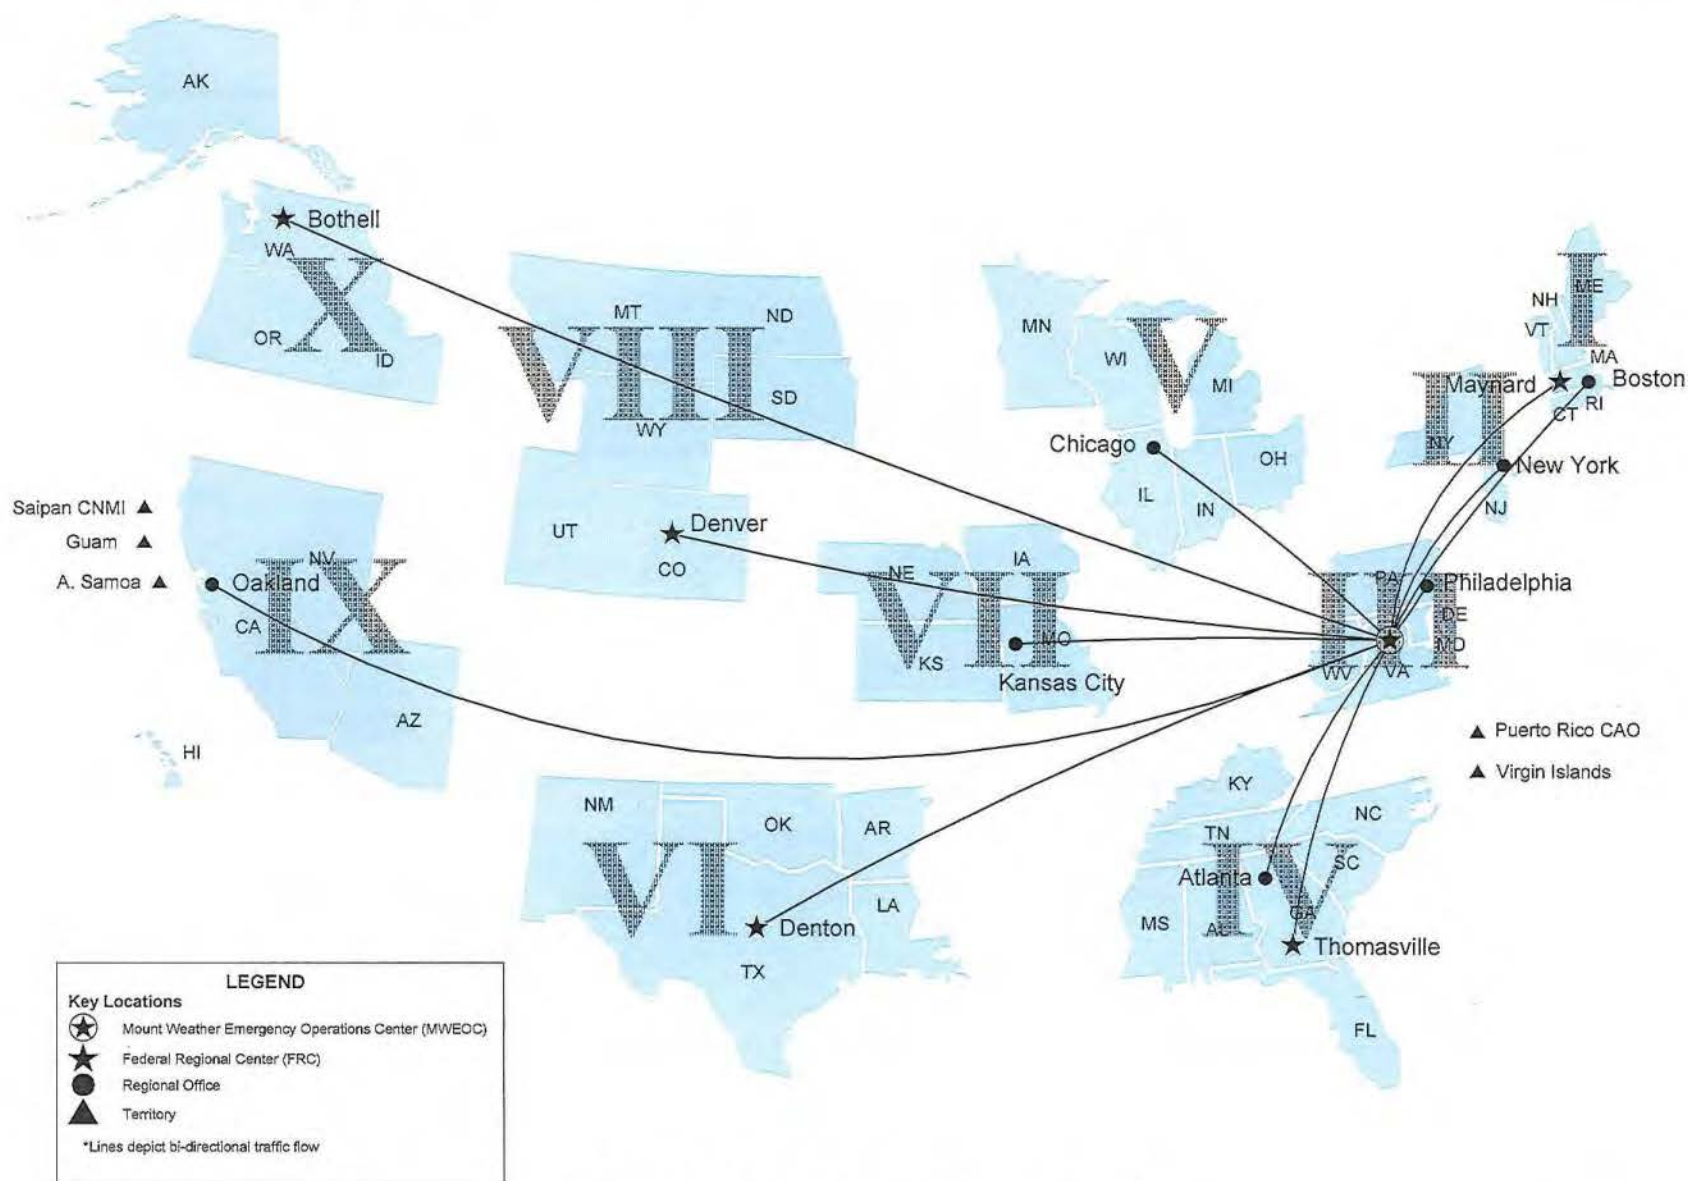 AK
Bothell
WA
X
OR
ID
MT
ND
VIII
SD
WY
UT
Denver
CO
MN
WI
V
MI
Chicago
IL
IN
OH
I
ME
NH
VT
MA
Maynard
Boston
RI
CT
II
NY
New York
NJ
Saipan CNMI
Guam
A. Samoa
NV
Oakland
IX
CA
AZ
HI
NE
IA
VII
MO
KS
Kansas City
PA
III
Philadelphia
DE
MD
WV
VA
Puerto Rico CAO
Virgin Islands
NM
OK
AR
VI
LA
Denton
TX
KY
NC
TN
IV
SC
Atlanta
MS
AL
GA
Thomasville
FL
LEGEND
Key Locations
Mount Weather Emergency Operations Center (MWEOC)
Federal Regional Center (FRC)
Regional Office
Territory
*Lines depict bi-directional traffic flow